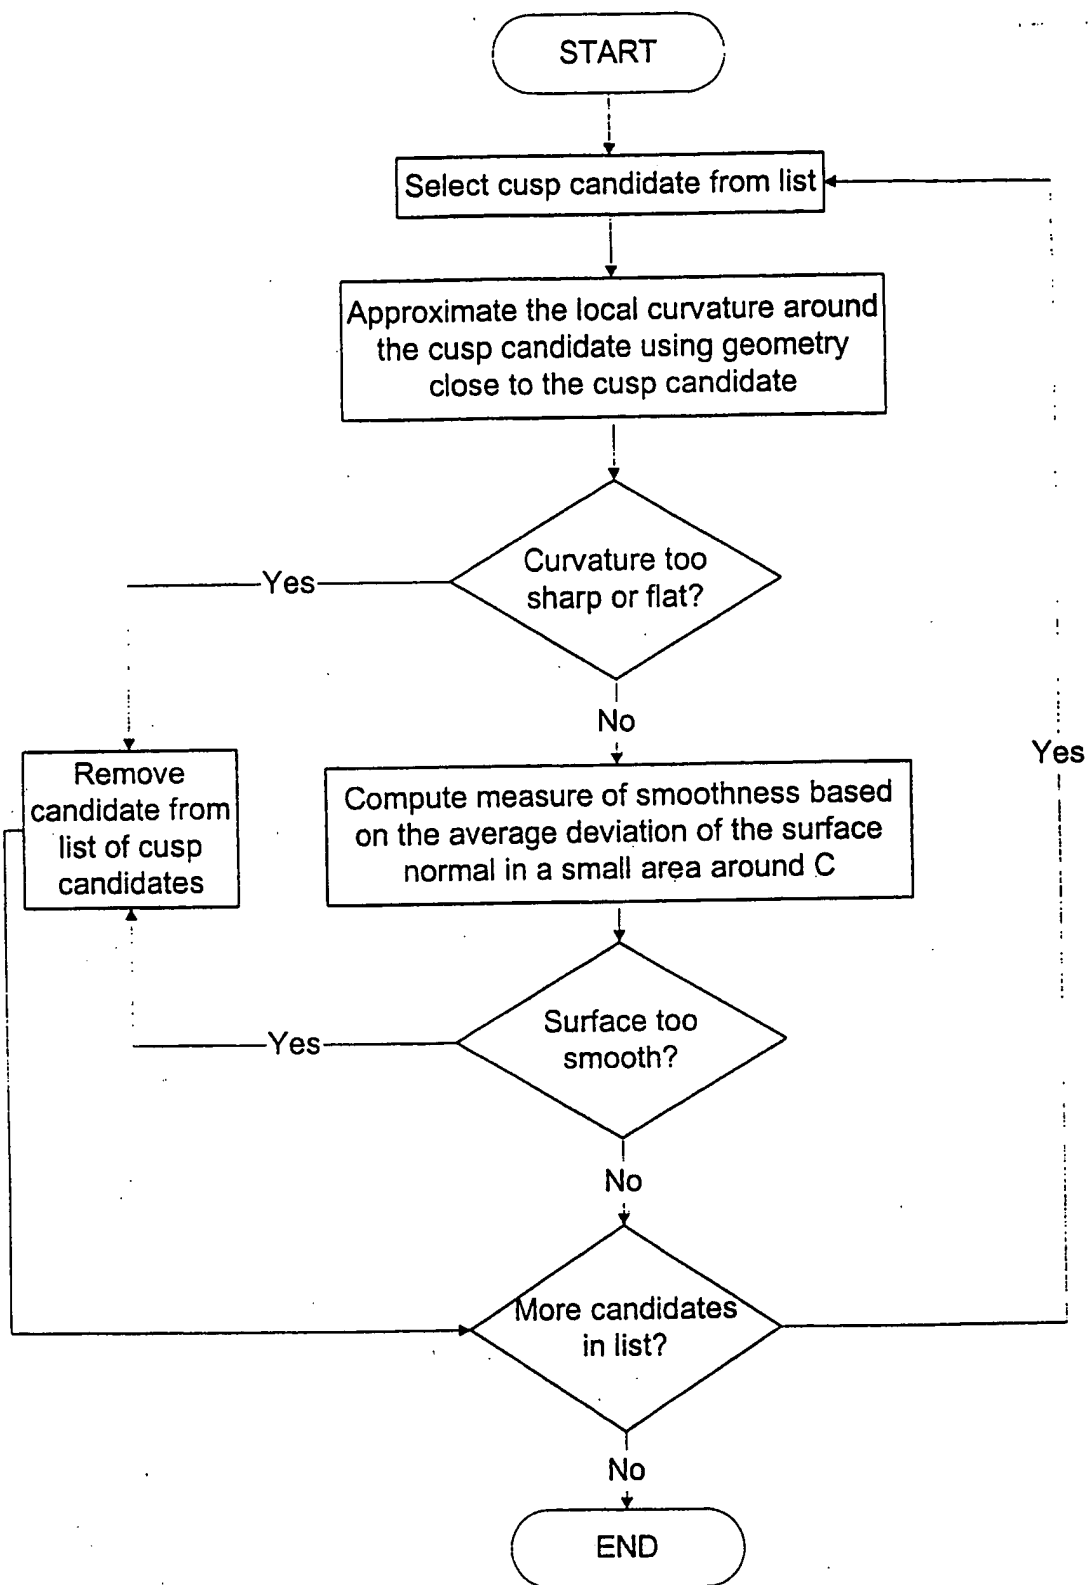 START
Select cusp candidate from list
Approximate the local curvature around
the cusp candidate using geometry
close to the cusp candidate
Curvature too
sharp or flat?
Yes
No
Remove
candidate from
list of cusp
candidates
Compute measure of smoothness based
on the average deviation of the surface
normal in a small area around C
Yes
Surface too
smooth?
Yes
No
More candidates
in list?
No
END